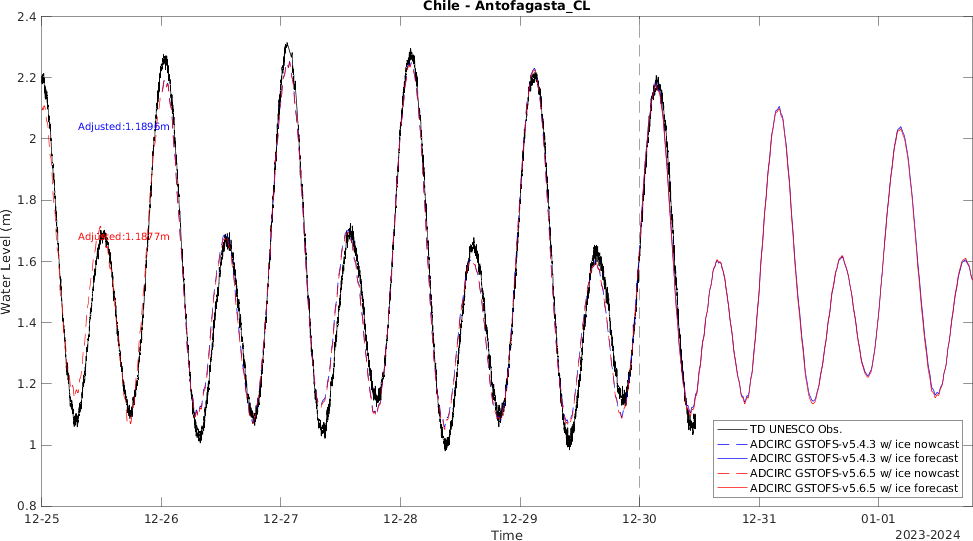 Chile - Antofagasta_CL
2.4
2.2
2
1.8
1.6
1.4
1.2
1
0.8
Water Level (m)
Adjusted:1.1895m
Adjusted:1.1877m
TD UNESCO Obs.
ADCIRC GSTOFS-v5.4.3 w/ ice nowcast
ADCIRC GSTOFS-v5.4.3 w/ ice forecast
ADCIRC GSTOFS-v5.6.5 w/ ice nowcast
ADCIRC GSTOFS-v5.6.5 w/ ice forecast
12-25 12-26 12-27 12-28 12-29 12-30 12-31 01-01
Time
2023-2024